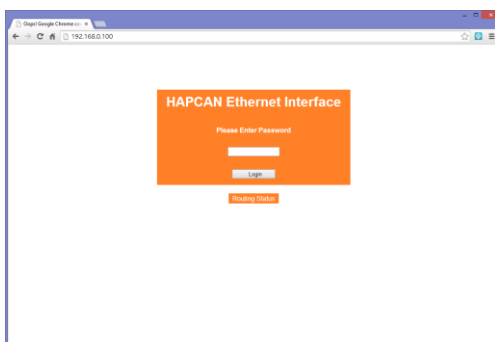 Oops! Google Chrome co
192.168.0.100
HAPCAN Ethernet Interface
Please Enter Password
Login
Routing Status